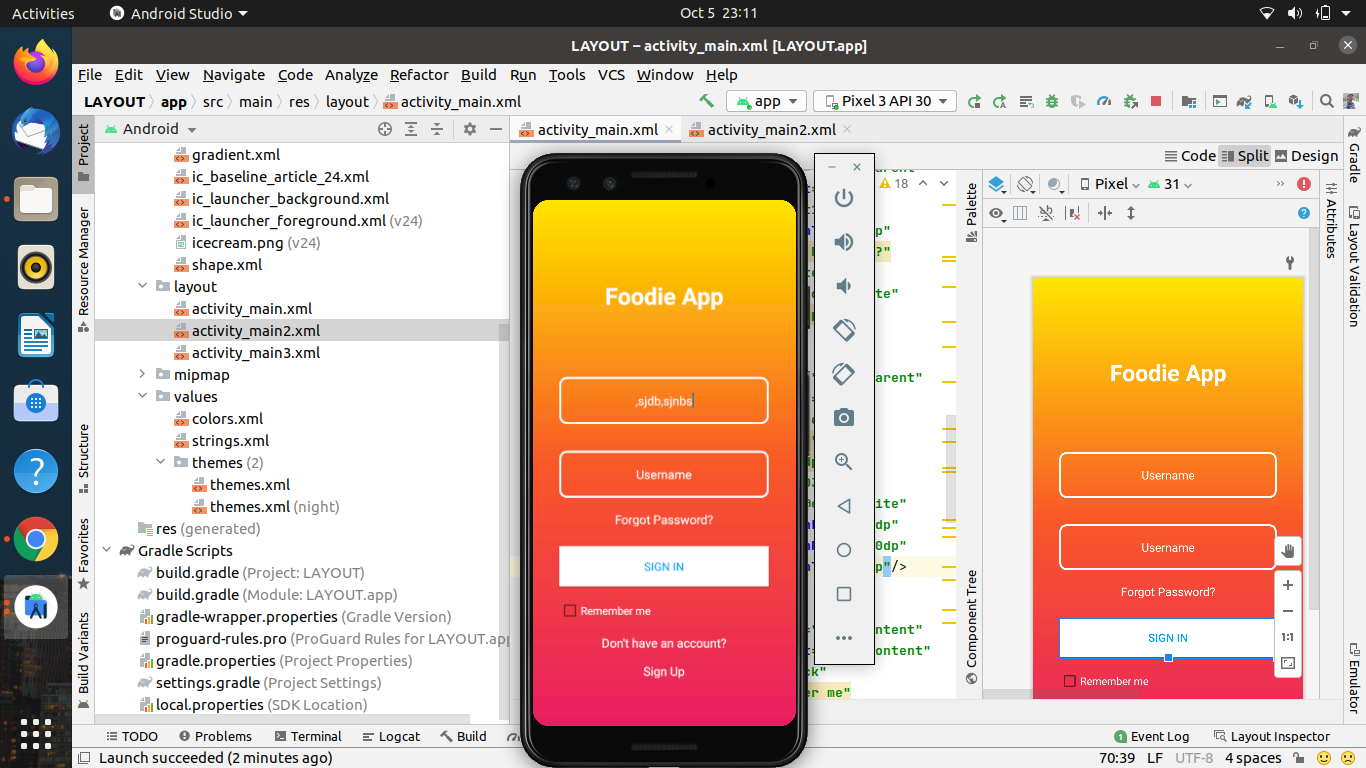 Activities
Android Studio
Oct 5 23:11
LAYOUT – activity_main.xml [LAYOUT.app]
File Edit View Navigate Code Analyze Refactor Build Run Tools VCS Window Help
LAYOUT app src main res layout activity_main.xml
app
Pixel 3 API 30
Android
activity_main.xml
activity_main2.xml
Code Split Design
Project
Resource Manager
Structure
Favorites
Build Variants
gradient.xml
ic_baseline_article_24.xml
ic_launcher_background.xml
ic_launcher_foreground.xml (v24)
icecream.png (v24)
shape.xml
layout
activity_main.xml
activity_main2.xml
activity_main3.xml
mipmap
values
colors.xml
strings.xml
themes (2)
themes.xml
themes.xml (night)
res (generated)
Gradle Scripts
build.gradle (Project: LAYOUT)
build.gradle (Module: LAYOUT.app)
gradle-wrapper.properties (Gradle Version)
proguard-rules.pro (ProGuard Rules for LAYOUT.app
gradle.properties (Project Properties)
settings.gradle (Project Settings)
local.properties (SDK Location)
Foodie App
,sjdb,sjnbs
Username
Forgot Password?
SIGN IN
Remember me
Don't have an account?
Sign Up
18
p"
?"
te"
arent"
ite"
dp"
0dp"
p"/>
content"
content"
ck"
er me"
Palette
Component Tree
Pixel
31
Foodie App
Username
Username
Forgot Password?
SIGN IN
Remember me
1:1
Gradle
Attributes
Layout Validation
Emulator
TODO Problems Terminal Logcat Build
Event Log Layout Inspector
Launch succeeded (2 minutes ago)
70:39 LF UTF-8 4 spaces